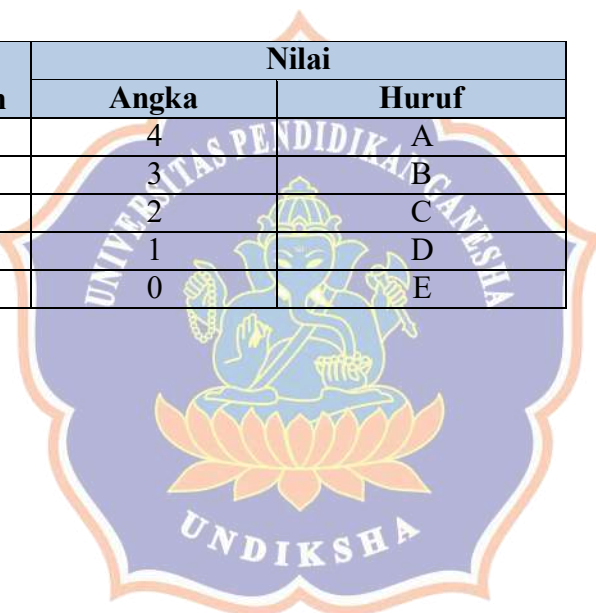 Nilai
Angka Huruf
4 A
3 B
2 C
1 D
0 E
UNIVERSITAS PENDIDIKAN GANESHA
UNDIKSHA